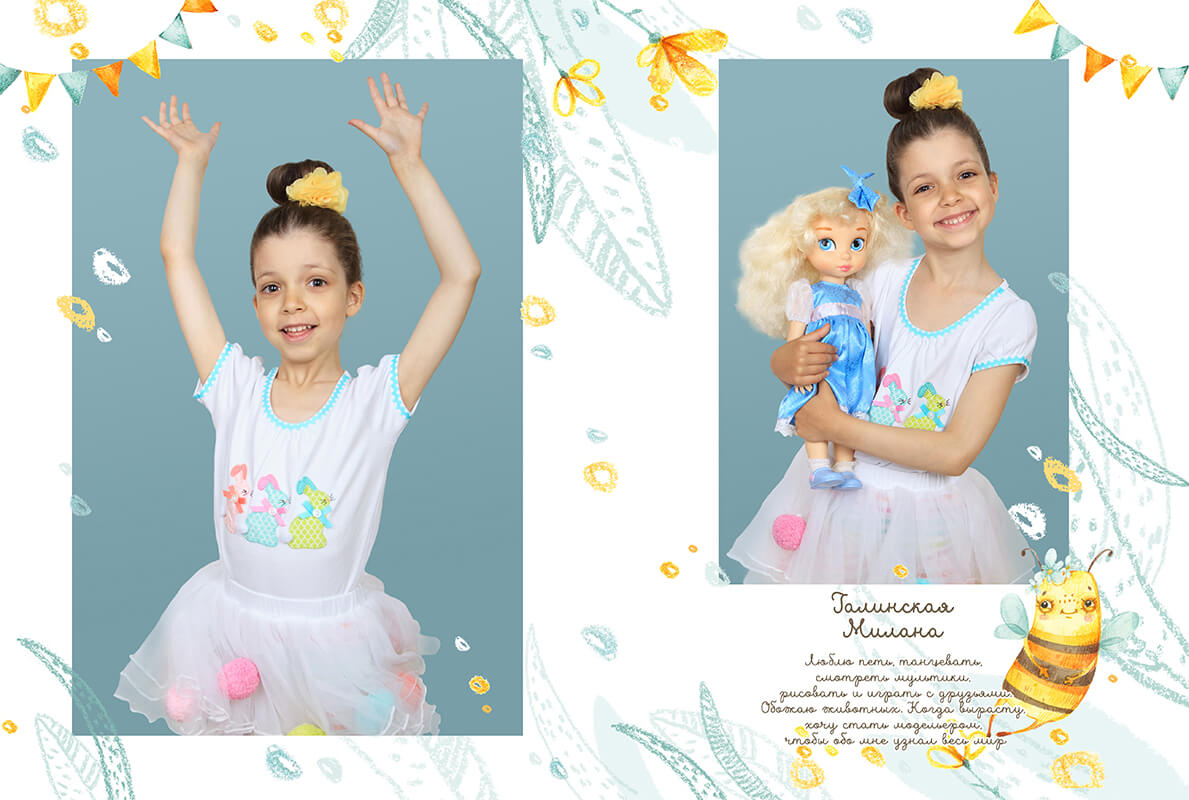 Галинская
Милана
Люблю петь, танцевать,
смотреть мультики,
рисовать и играть с друзьями.
Обожаю животных. Когда вырасту,
хочу стать модельером,
чтобы обо мне узнал весь мир